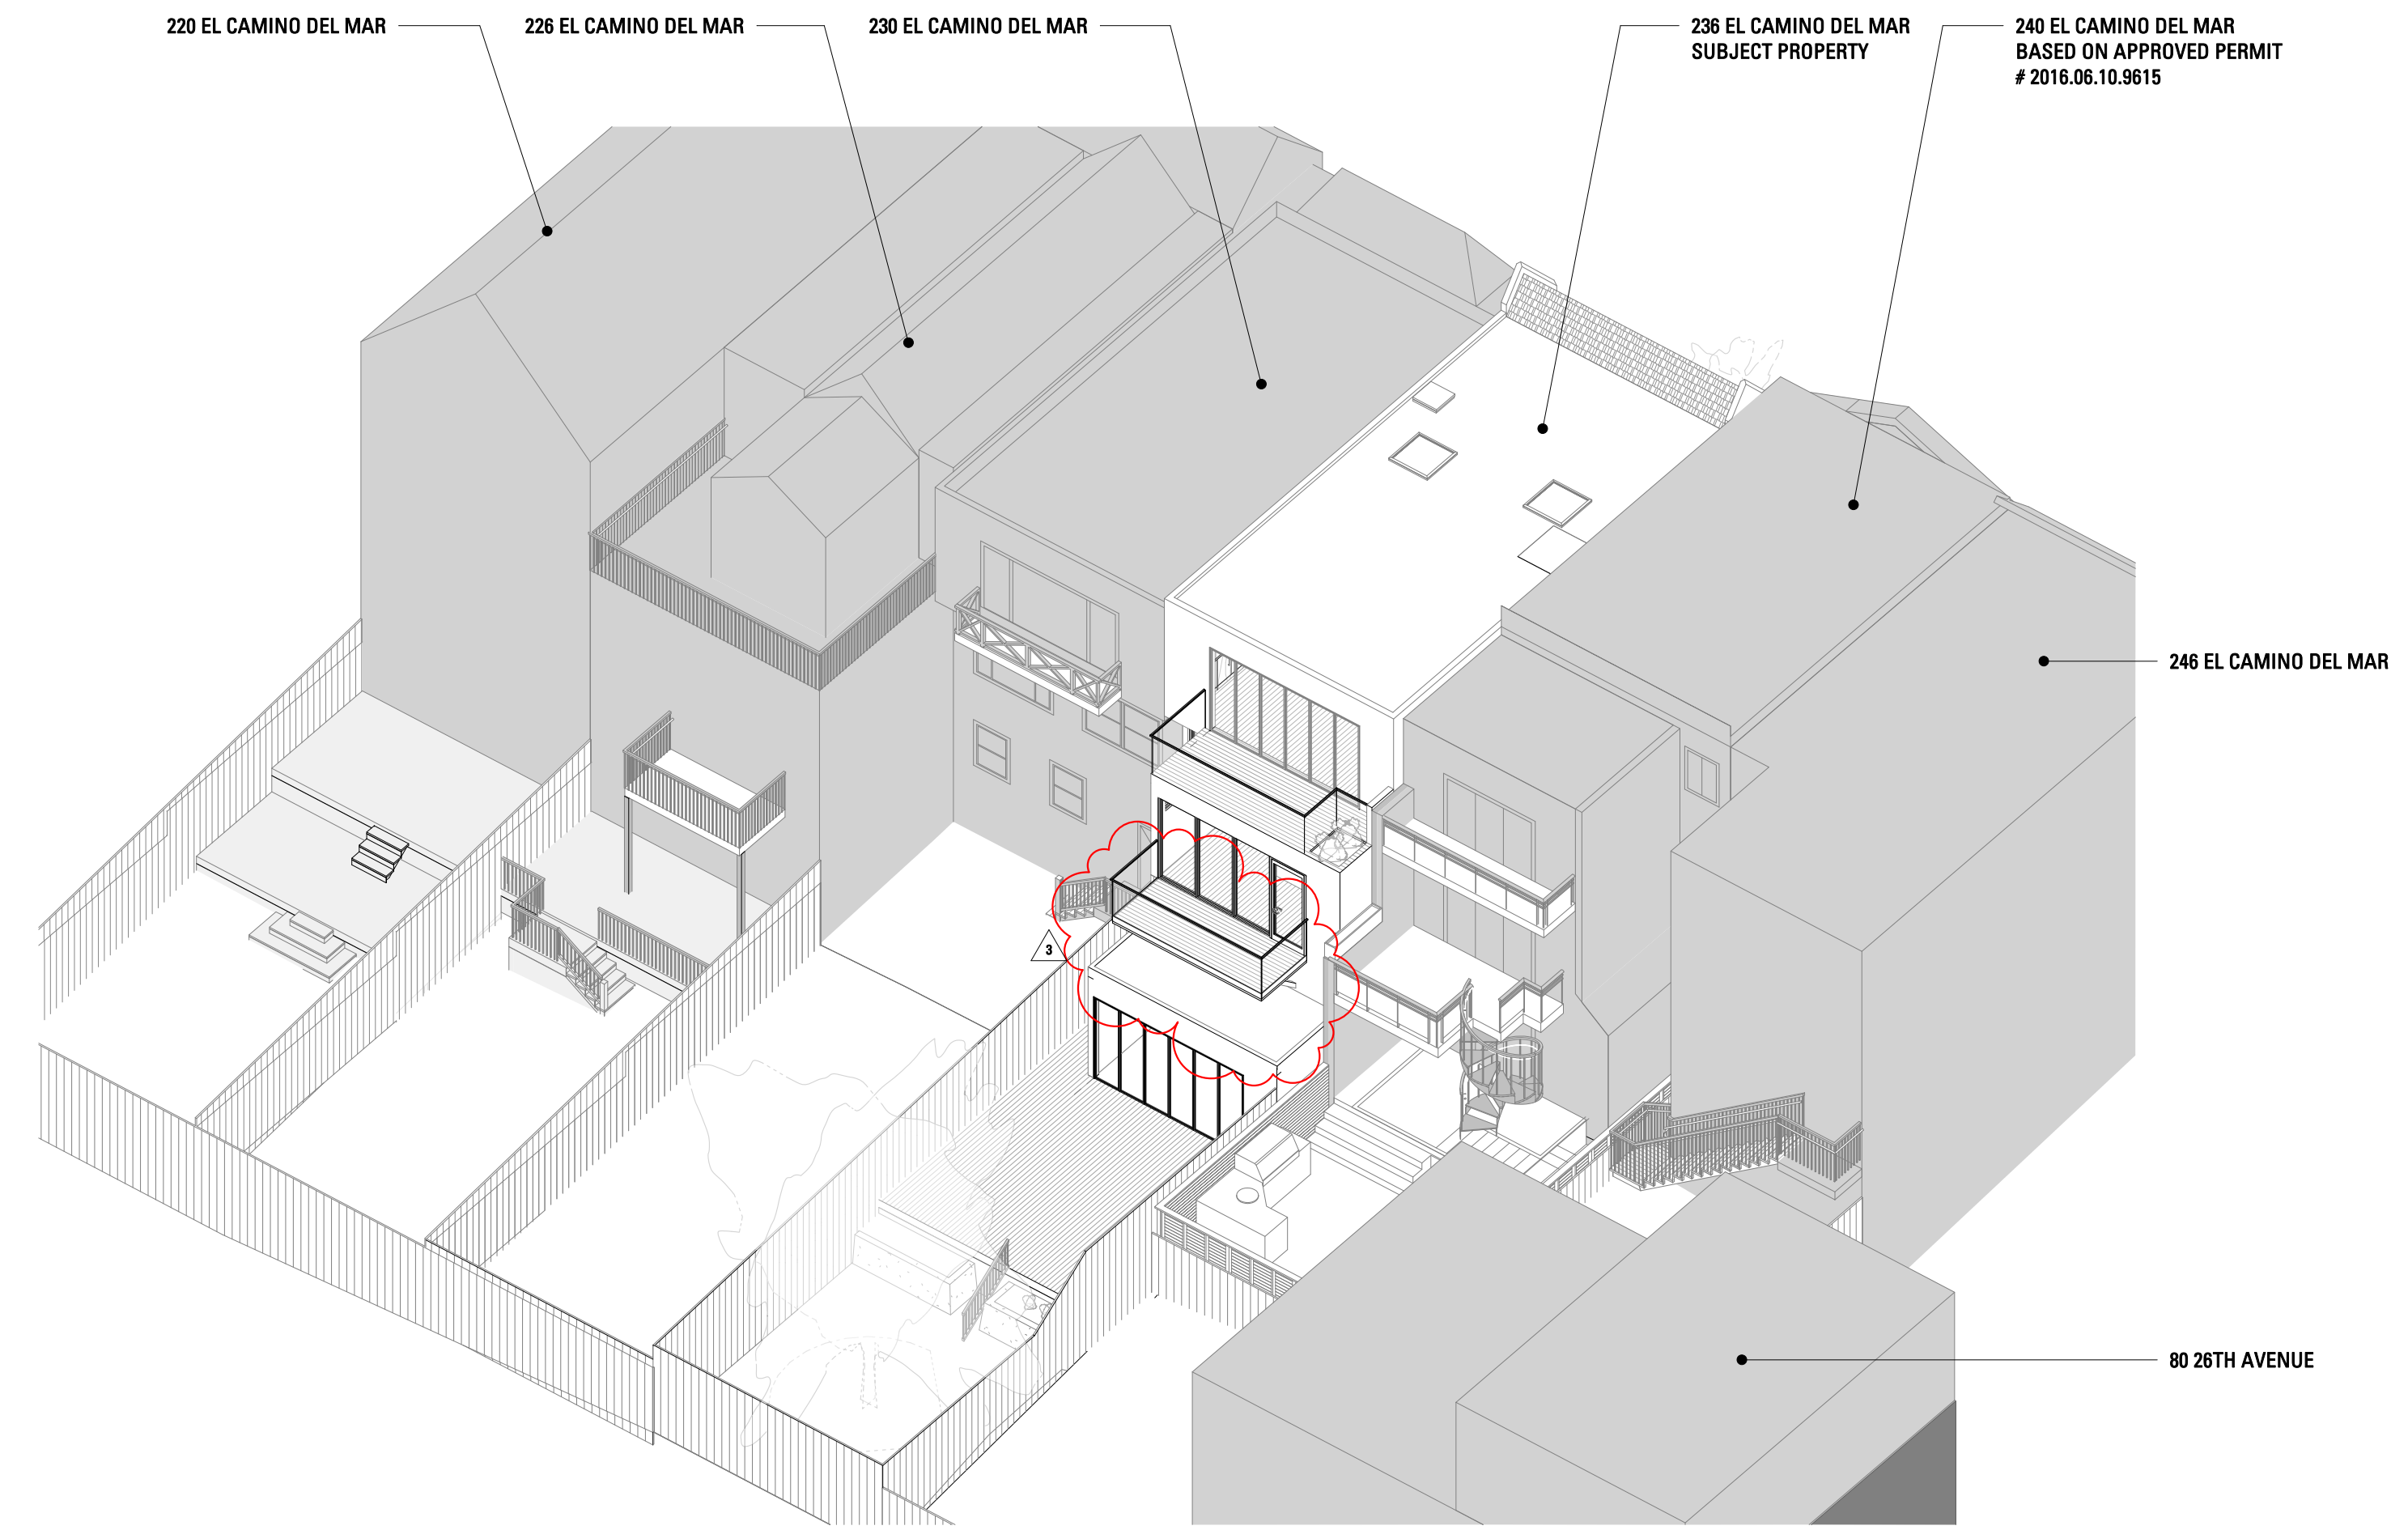 220 EL CAMINO DEL MAR
226 EL CAMINO DEL MAR
230 EL CAMINO DEL MAR
236 EL CAMINO DEL MAR
SUBJECT PROPERTY
240 EL CAMINO DEL MAR
BASED ON APPROVED PERMIT
# 2016.06.10.9615
246 EL CAMINO DEL MAR
3
80 26TH AVENUE